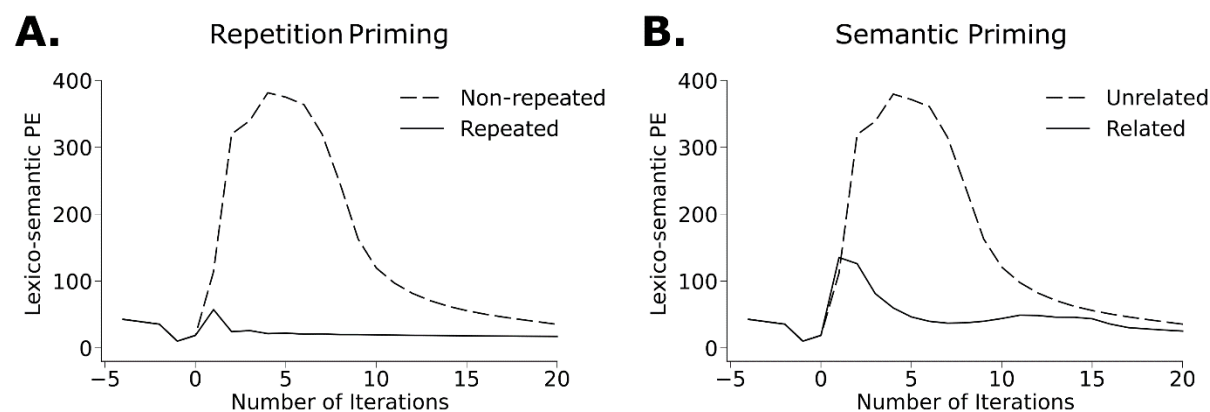 A.
Repetition Priming
400
300
200
100
0
Lexico-semantic PE
Non-repeated
Repeated
−5
0
5
10
15
20
Number of Iterations
B.
Semantic Priming
400
300
200
100
0
Lexico-semantic PE
Unrelated
Related
−5
0
5
10
15
20
Number of Iterations